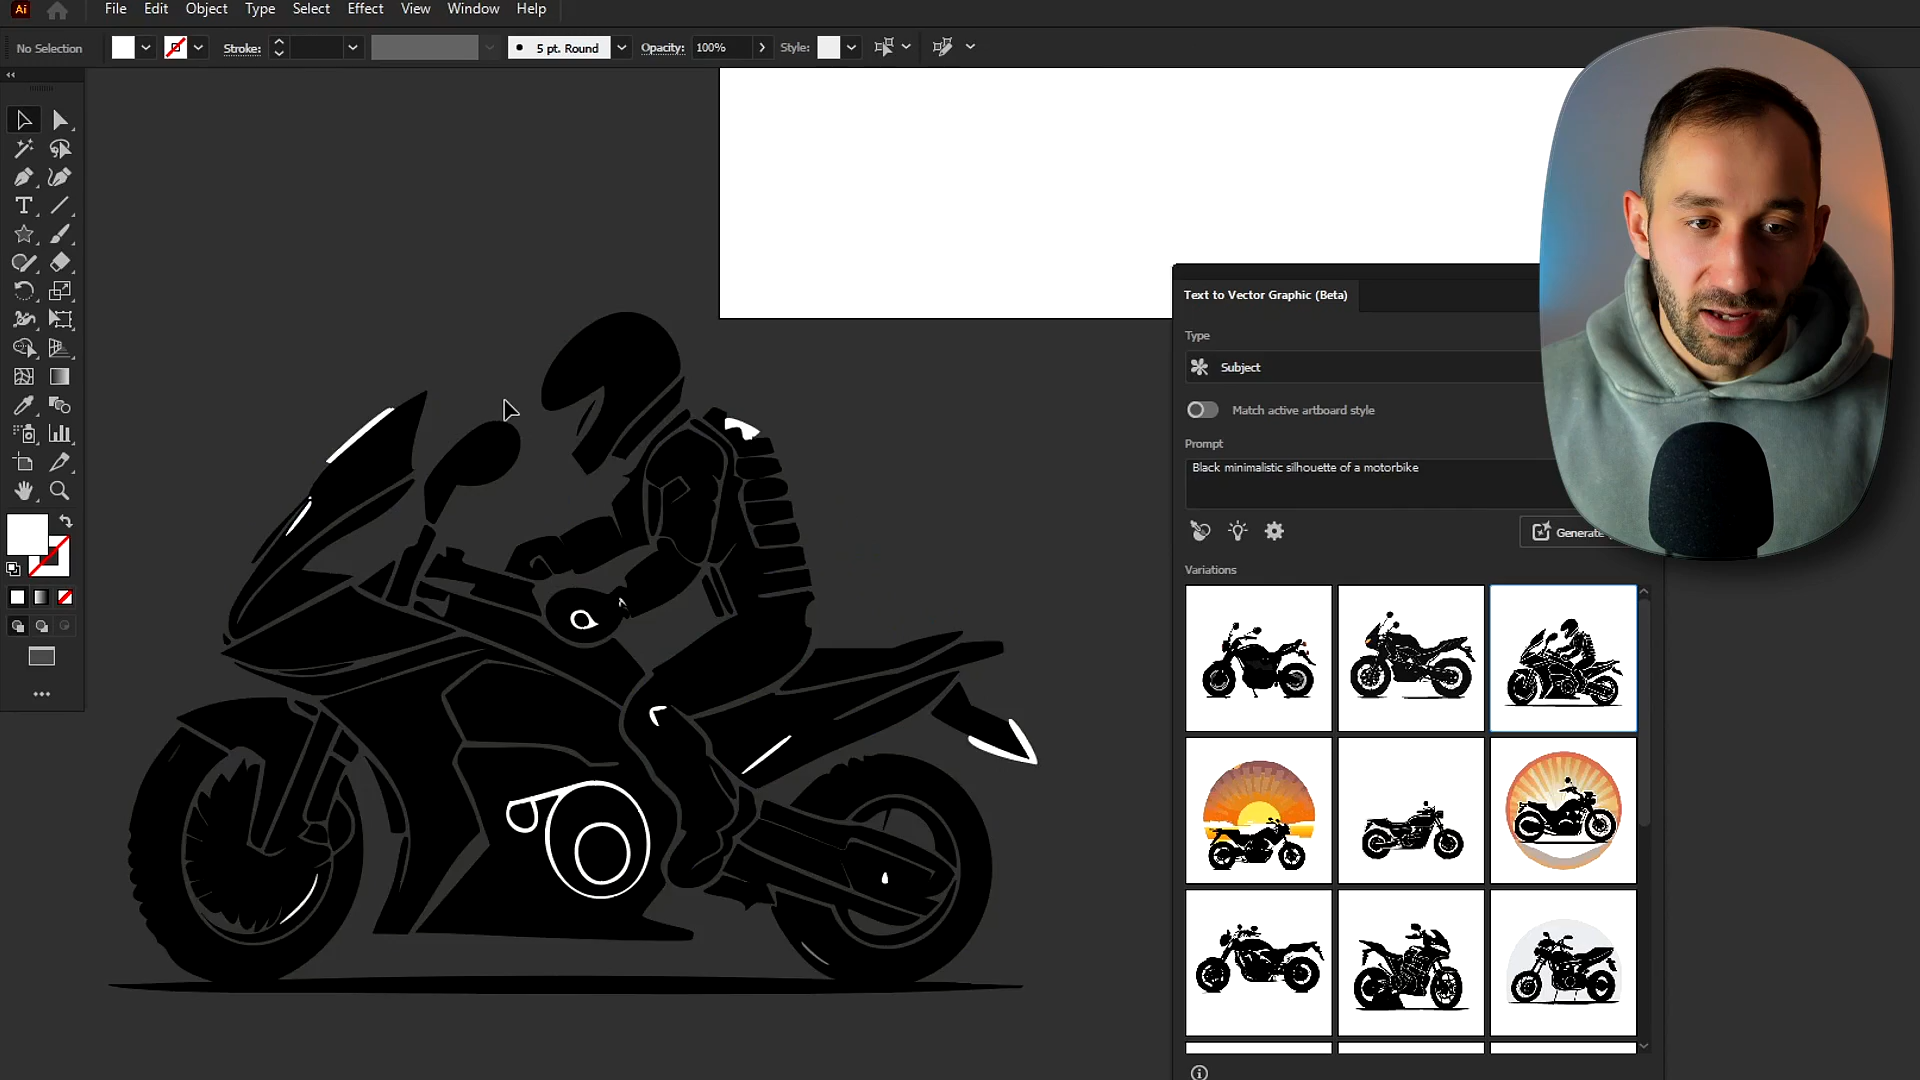 Ai File Edit Object Type Select Effect View Window Help
No Selection Stroke: 5 pt. Round Opacity: 100% Style:
Text to Vector Graphic (Beta)
Type
Subject
Match active artboard style
Prompt
Black minimalistic silhouette of a motorbike
Generate
Variations